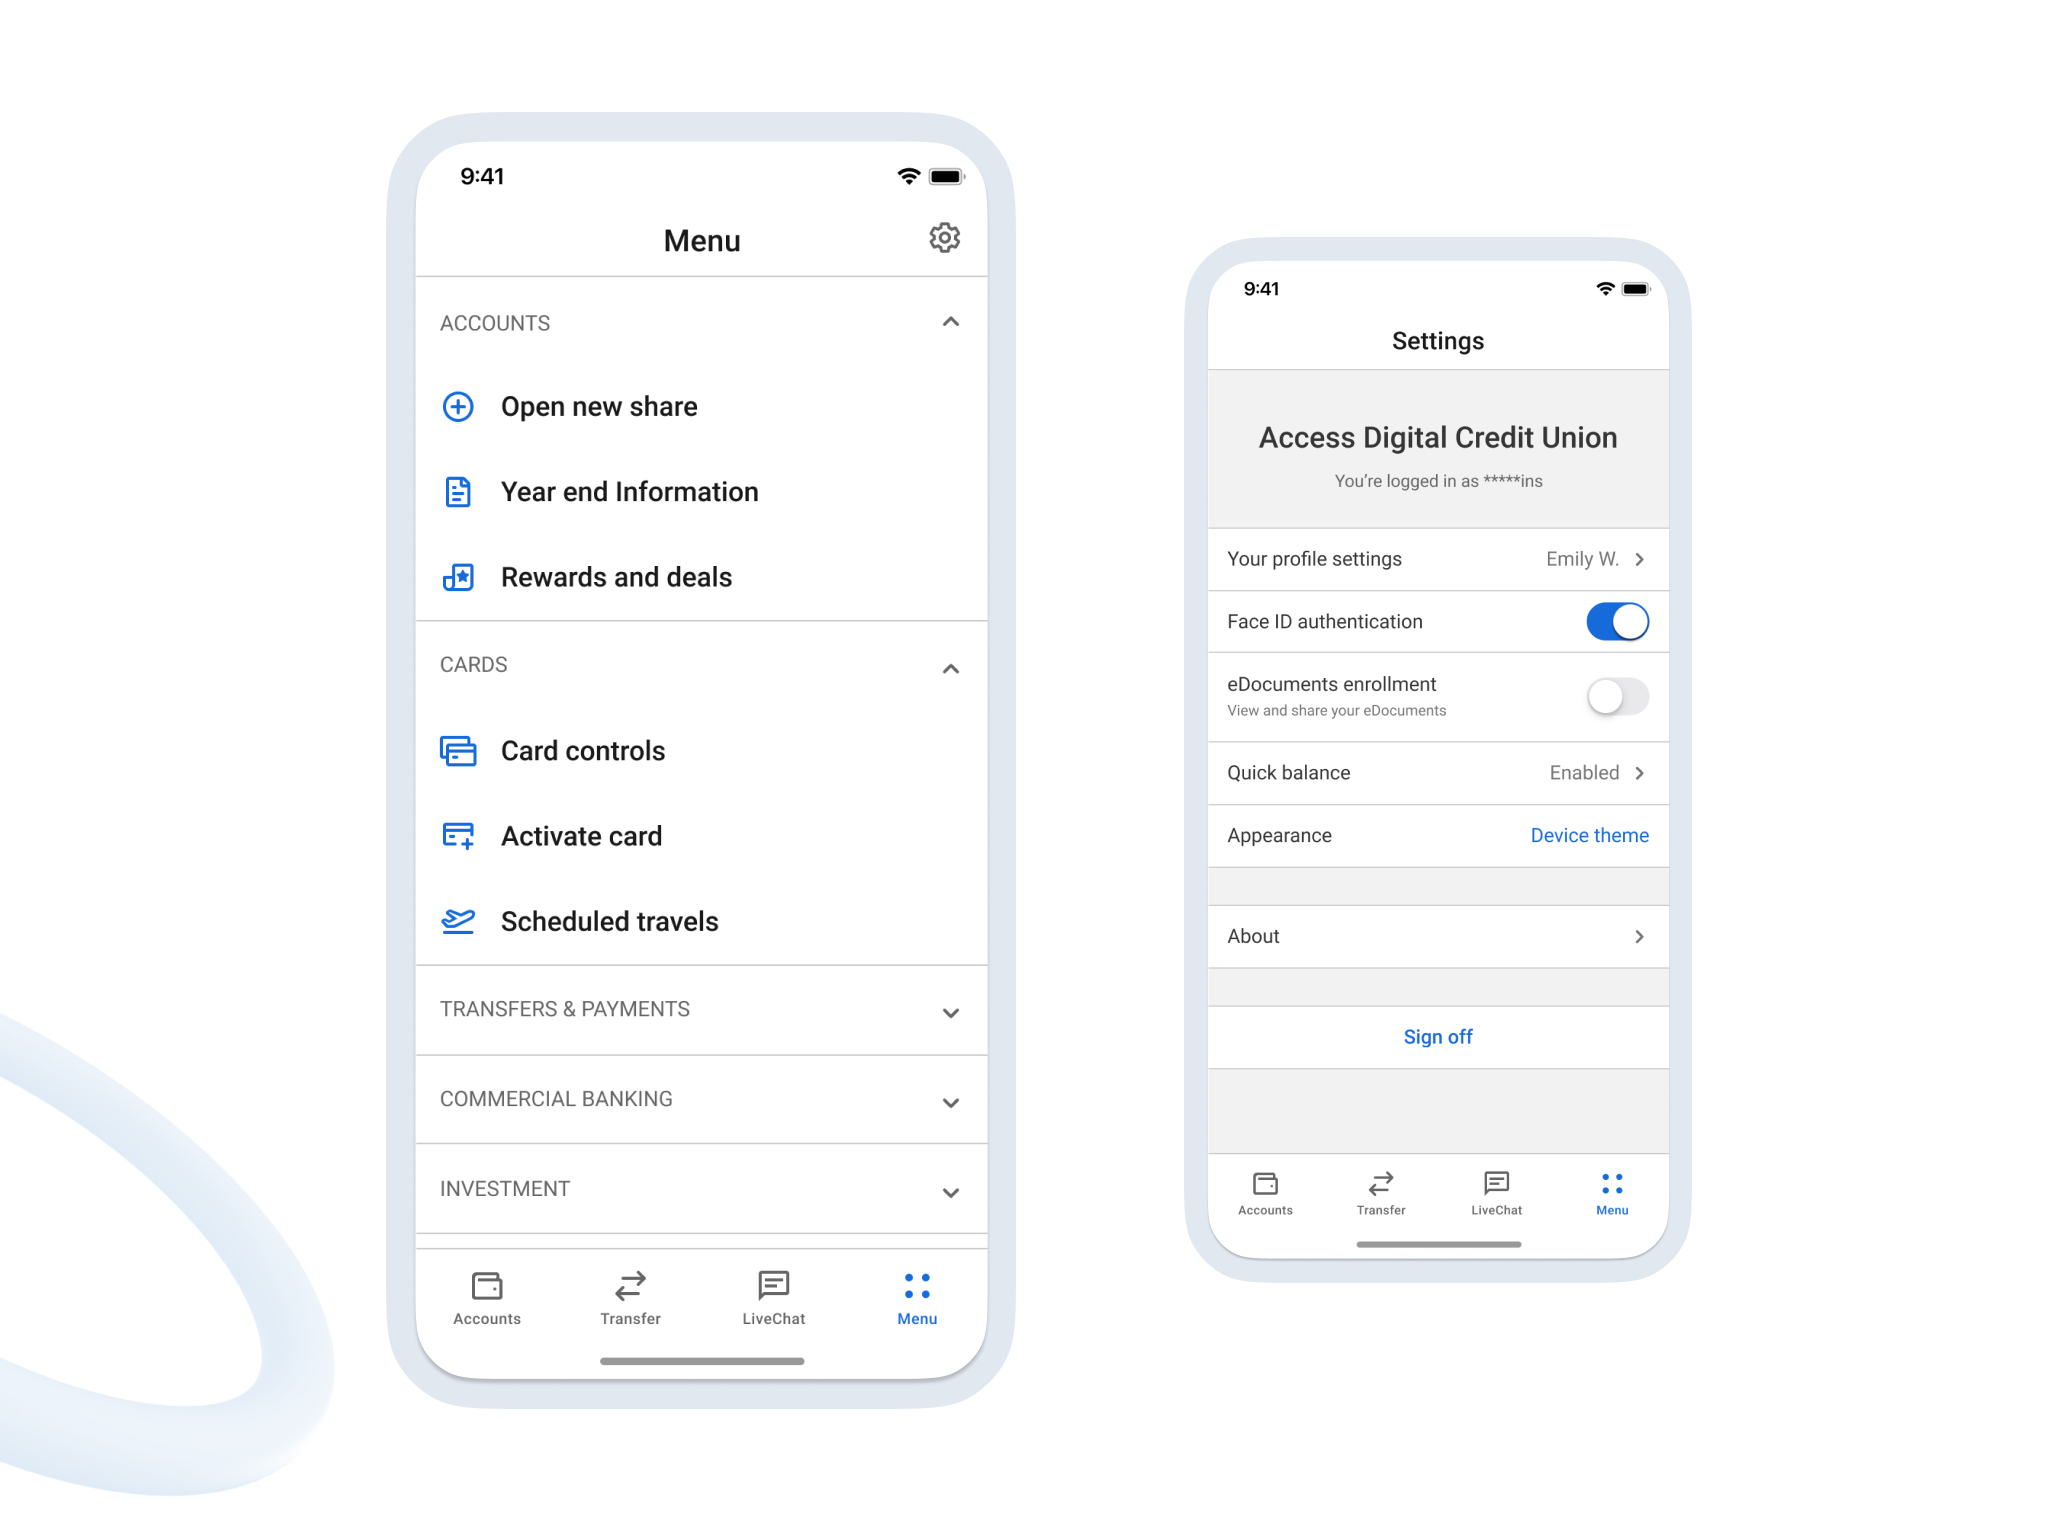 9:41
Menu
ACCOUNTS
Open new share
Year end Information
Rewards and deals
CARDS
Card controls
Activate card
Scheduled travels
TRANSFERS & PAYMENTS
COMMERCIAL BANKING
INVESTMENT
Accounts
Transfer
LiveChat
Menu
9:41
Settings
Access Digital Credit Union
You're logged in as *****ins
Your profile settings
Emily W.
Face ID authentication
eDocuments enrollment
View and share your eDocuments
Quick balance
Enabled
Appearance
Device theme
About
Sign off
Accounts
Transfer
LiveChat
Menu